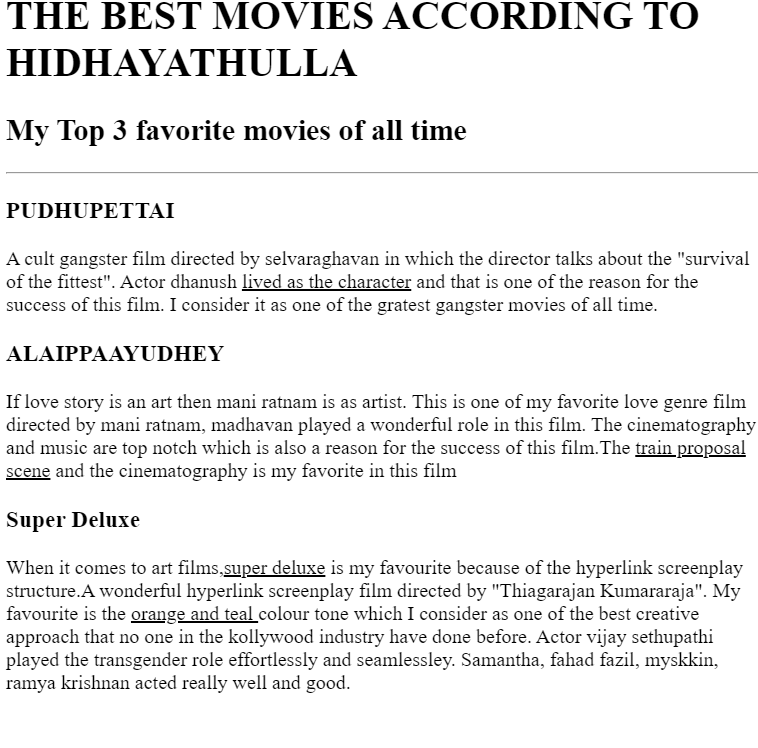 THE BEST MOVIES ACCORDING TO
HIDHAYATHULLA
My Top 3 favorite movies of all time
PUDHUPETTAI
A cult gangster film directed by selvaraghavan in which the director talks about the "survival
of the fittest". Actor dhanush lived as the character and that is one of the reason for the
success of this film. I consider it as one of the gratest gangster movies of all time.
ALAIPPAAYUDHEY
If love story is an art then mani ratnam is as artist. This is one of my favorite love genre film
directed by mani ratnam, madhavan played a wonderful role in this film. The cinematography
and music are top notch which is also a reason for the success of this film.The train proposal
scene and the cinematography is my favorite in this film
Super Deluxe
When it comes to art films,super deluxe is my favourite because of the hyperlink screenplay
structure.A wonderful hyperlink screenplay film directed by "Thiagarajan Kumararaja". My
favourite is the orange and teal colour tone which I consider as one of the best creative
approach that no one in the kollywood industry have done before. Actor vijay sethupathi
played the transgender role effortlessly and seamlessley. Samantha, fahad fazil, myskkin,
ramya krishnan acted really well and good.